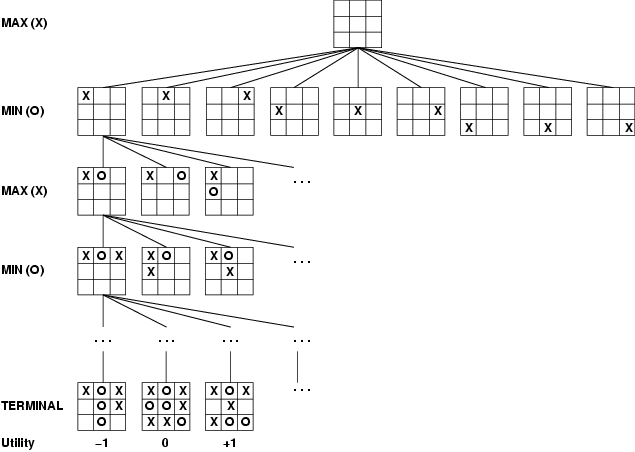 MAX (X)
X X X
MIN (O) X X X
X X X
X O X O X
MAX (X) O . . .
X O X X O X O
MIN (O) X X . . .
. . . . . . . . . . . .
X O X X O X X O X . . .
TERMINAL O X O O X X
O X X O X O O
Utility −1 0 +1